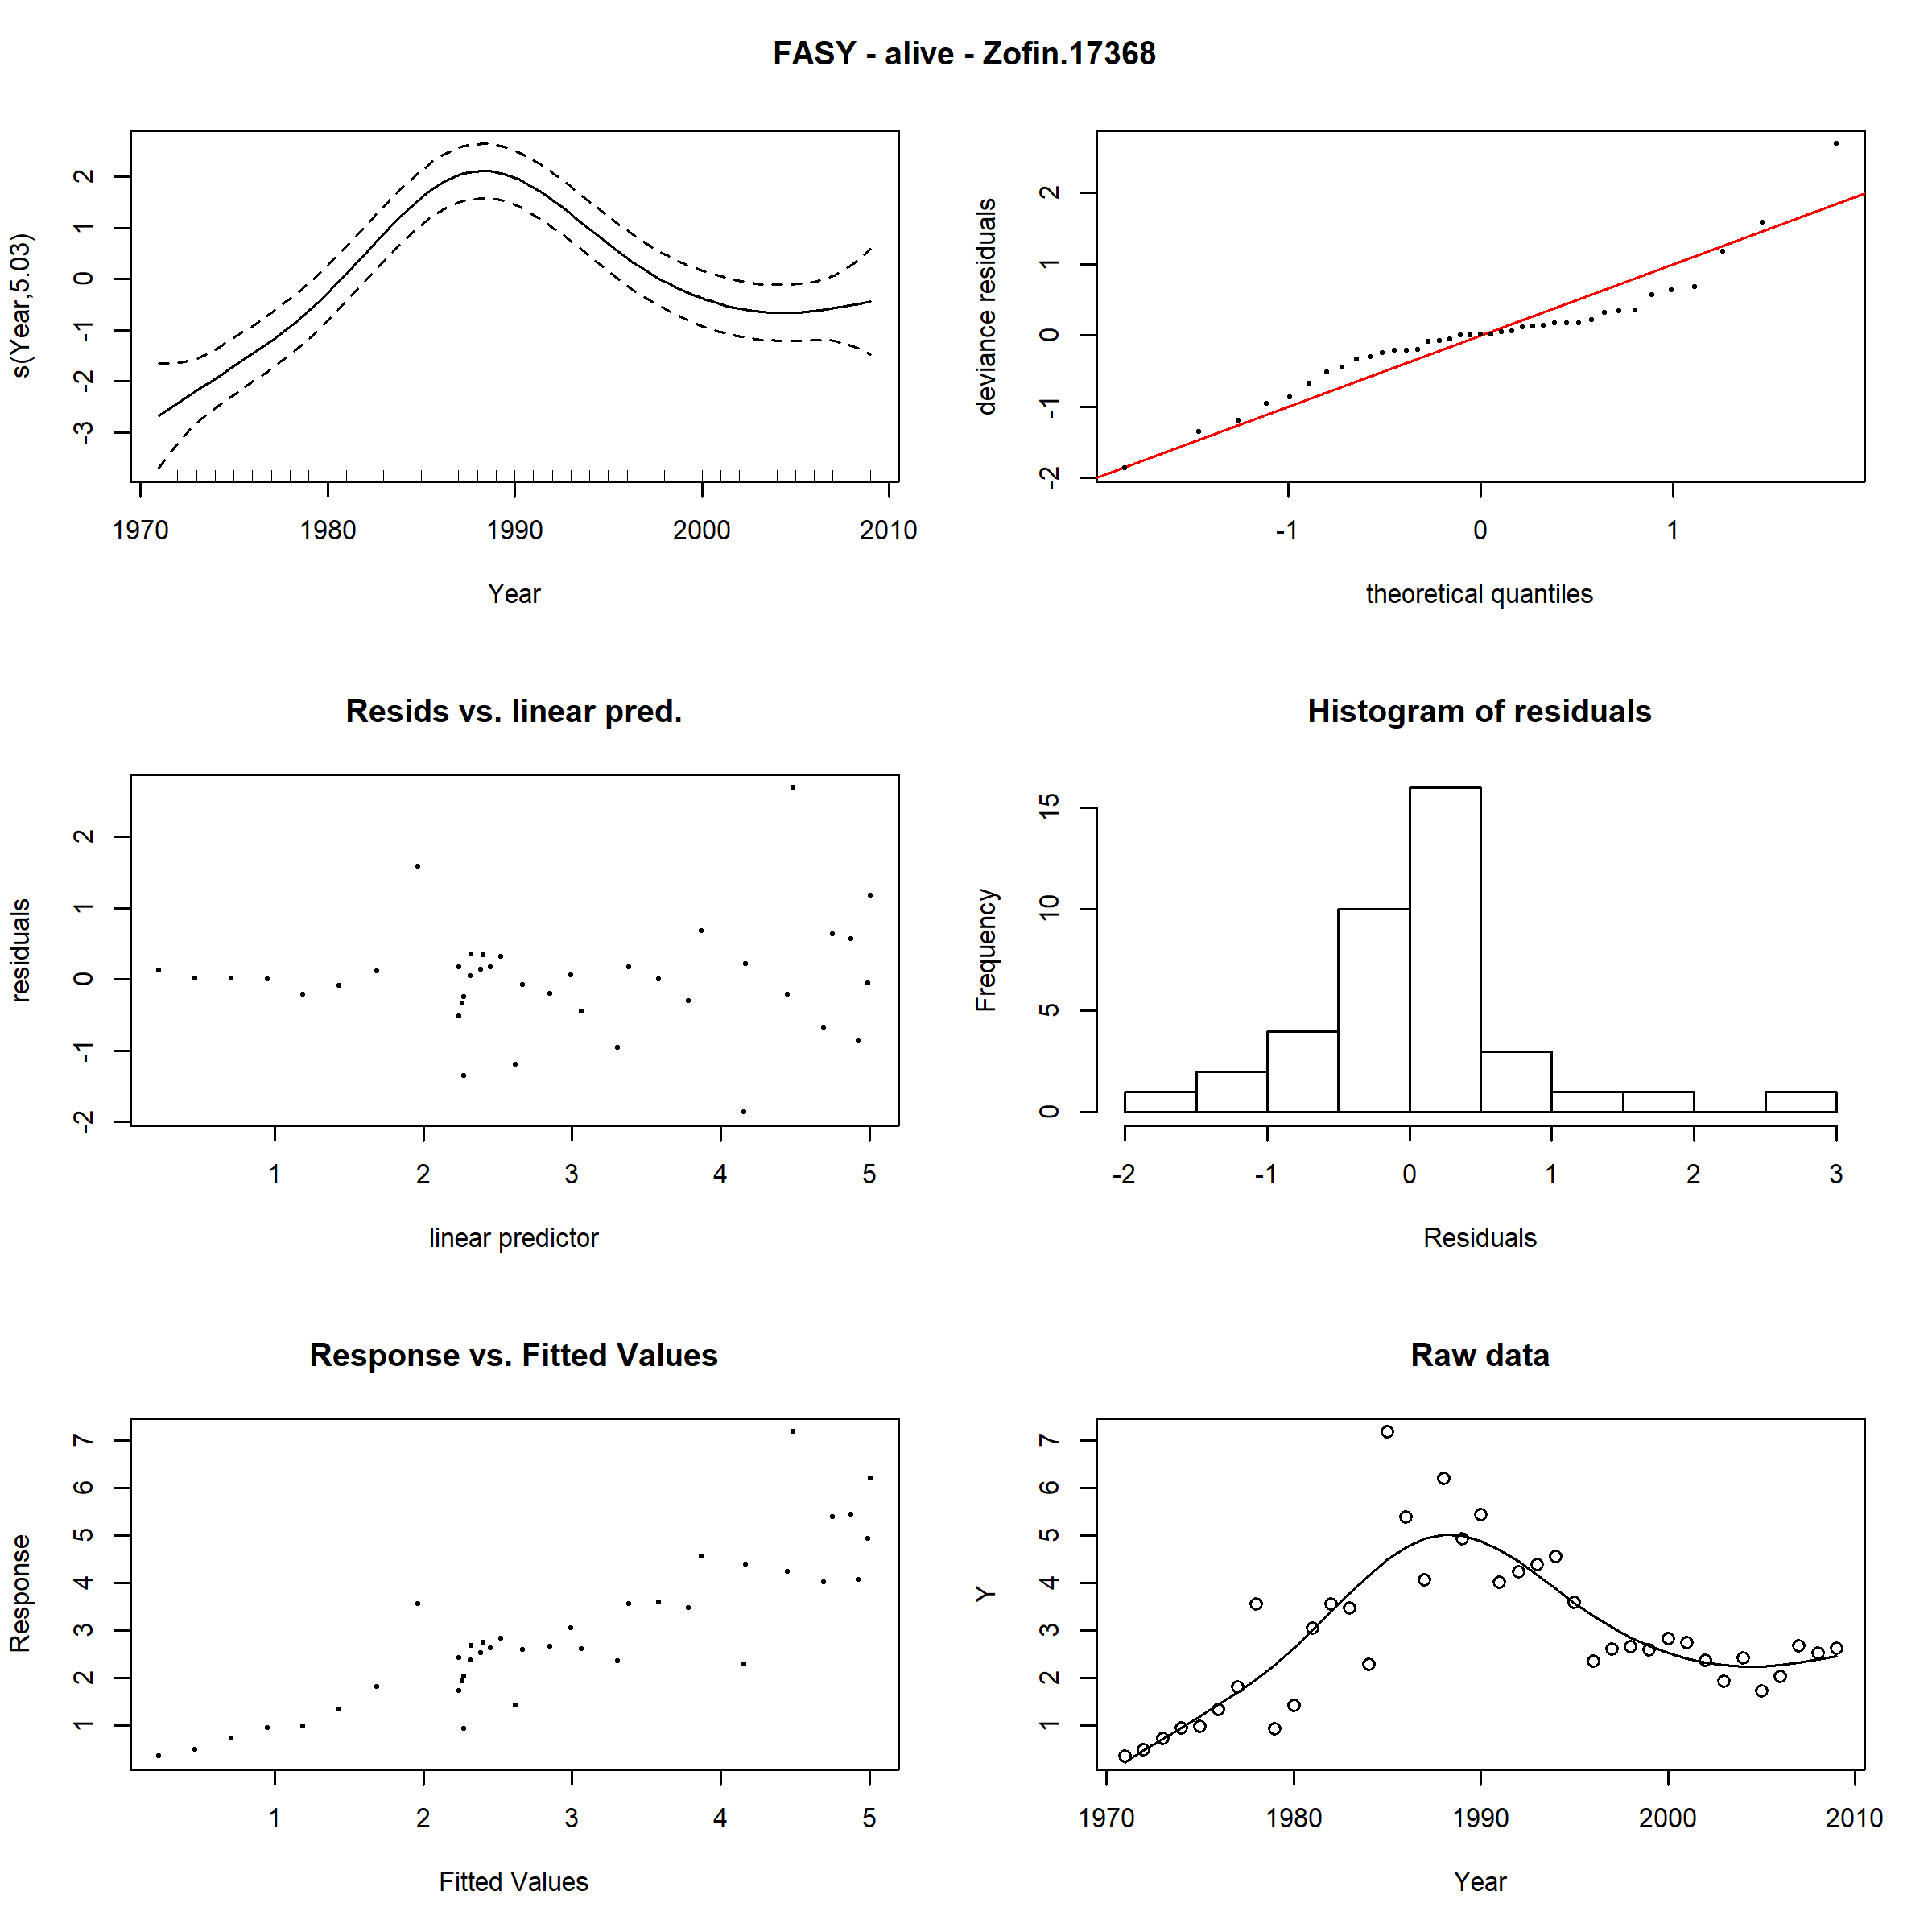 FASY - alive - Zofin.17368
s(Year,5.03)
2
1
0
-1
-2
-3
1970 1980 1990 2000 2010
Year
deviance residuals
2
1
0
-1
-2
-1 0 1
theoretical quantiles
Resids vs. linear pred.
residuals
2
1
0
-1
-2
1 2 3 4 5
linear predictor
Histogram of residuals
Frequency
15
10
5
0
-2 -1 0 1 2 3
Residuals
Response vs. Fitted Values
Response
7
6
5
4
3
2
1
1 2 3 4 5
Fitted Values
Raw data
Y
7
6
5
4
3
2
1
1970 1980 1990 2000 2010
Year